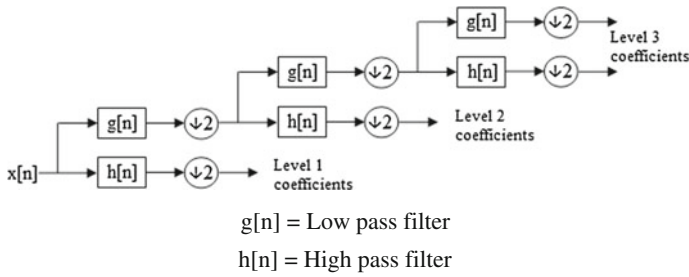 g[n] ↓2
Level 3
coefficients
g[n] ↓2 h[n] ↓2
g[n] ↓2 h[n] ↓2
Level 2
coefficients
x[n] h[n] ↓2
Level 1
coefficients
g[n] = Low pass filter
h[n] = High pass filter